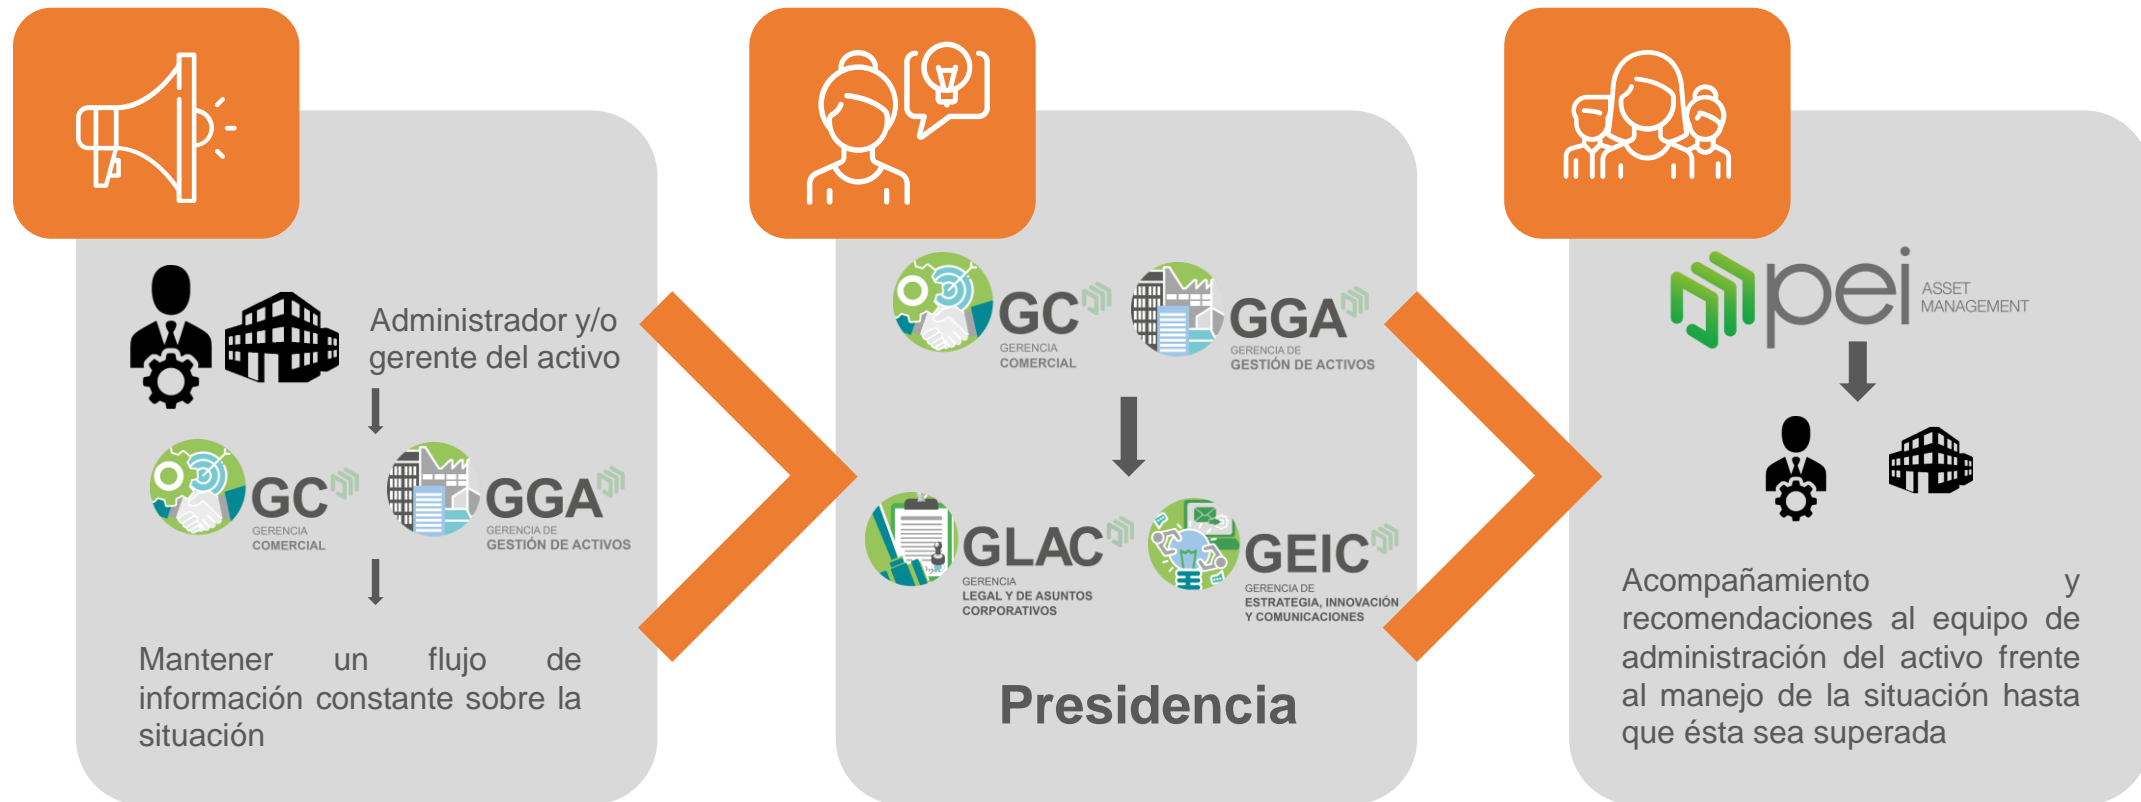 Administrador y/o
gerente del activo
GC
GERENCIA
COMERCIAL
GGA
GERENCIA DE
GESTIÓN DE ACTIVOS
Mantener un flujo de
información constante sobre la
situación
GC
GERENCIA
COMERCIAL
GGA
GERENCIA DE
GESTIÓN DE ACTIVOS
GLAC
GERENCIA
LEGAL Y DE ASUNTOS
CORPORATIVOS
GEIC
GERENCIA DE
ESTRATEGIA, INNOVACIÓN
Y COMUNICACIONES
Presidencia
pei
ASSET
MANAGEMENT
Acompañamiento y
recomendaciones al equipo de
administración del activo frente
al manejo de la situación hasta
que ésta sea superada